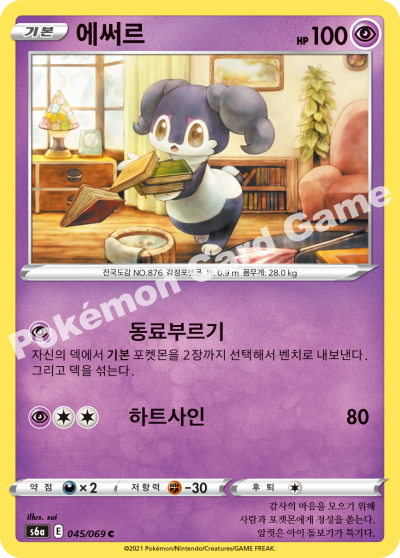 기본 에써르 HP 100
전국도감 NO.876 감정포켓몬 키: 0.9 m 몸무게: 28.0 kg
Pokémon Card Game
동료부르기
자신의 덱에서 기본 포켓몬을 2장까지 선택해서 벤치로 내보낸다.
그리고 덱을 섞는다.
하트사인 80
약점 ×2 저항력 -30 후퇴
Illus. sui
s6a E 045/069 C
감사의 마음을 모으기 위해
사람과 포켓몬에게 정성을 쏟는다.
암컷은 아이 돌보기가 특기다.
©2021 Pokémon/Nintendo/Creatures/GAME FREAK.